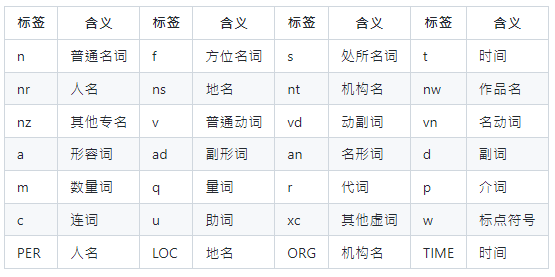 标签 含义 标签 含义 标签 含义 标签 含义
n 普通名词 f 方位名词 s 处所名词 t 时间
nr 人名 ns 地名 nt 机构名 nw 作品名
nz 其他专名 v 普通动词 vd 动副词 vn 名动词
a 形容词 ad 副形词 an 名形词 d 副词
m 数量词 q 量词 r 代词 p 介词
c 连词 u 助词 xc 其他虚词 w 标点符号
PER 人名 LOC 地名 ORG 机构名 TIME 时间